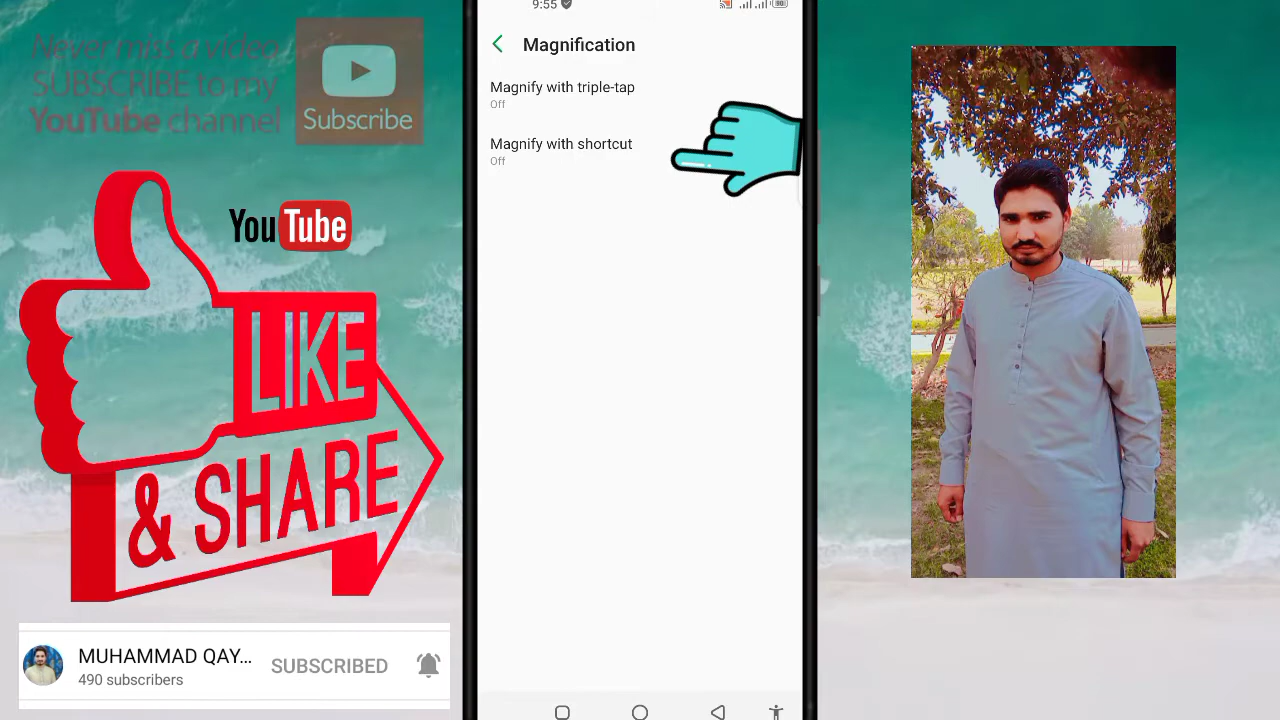 Never miss a video
SUBSCRIBE to my
YouTube channel
Subscribe
YouTube
LIKE
& SHARE
MUHAMMAD QAY...
490 subscribers
SUBSCRIBED
9:55
90
Magnification
Magnify with triple-tap
Off
Magnify with shortcut
Off